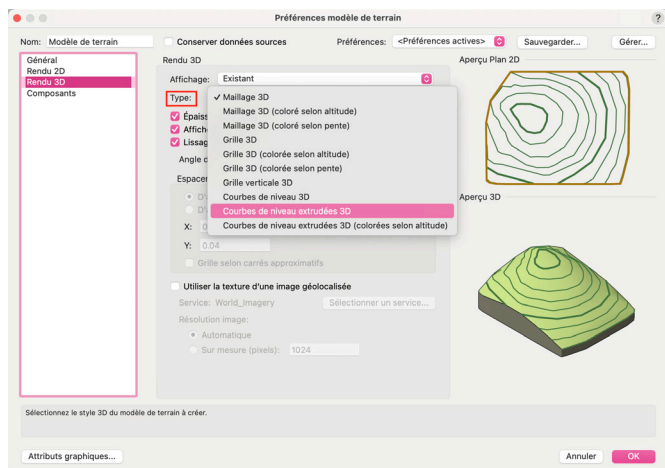 Préférences modèle de terrain
?
Nom: Modèle de terrain
Conserver données sources
Préférences: <Préférences actives>
Sauvegarder...
Gérer...
Général
Rendu 2D
Rendu 3D
Composants
Rendu 3D
Affichage: Existant
Type:
✓ Maillage 3D
Maillage 3D (coloré selon altitude)
Maillage 3D (coloré selon pente)
Grille 3D
Grille 3D (colorée selon altitude)
Grille 3D (colorée selon pente)
Grille verticale 3D
Courbes de niveau 3D
Courbes de niveau extrudées 3D
Courbes de niveau extrudées 3D (colorées selon altitude)
Épaiss
Affich
Lissag
Angle d
Espacer
X:
Y: 0.04
Grille selon carrés approximatifs
Utiliser la texture d'une image géolocalisée
Service: World_Imagery
Sélectionner un service...
Résolution image:
Automatique
Sur mesure (pixels): 1024
Aperçu Plan 2D
Aperçu 3D
Sélectionnez le style 3D du modèle de terrain à créer.
Attributs graphiques...
Annuler
OK